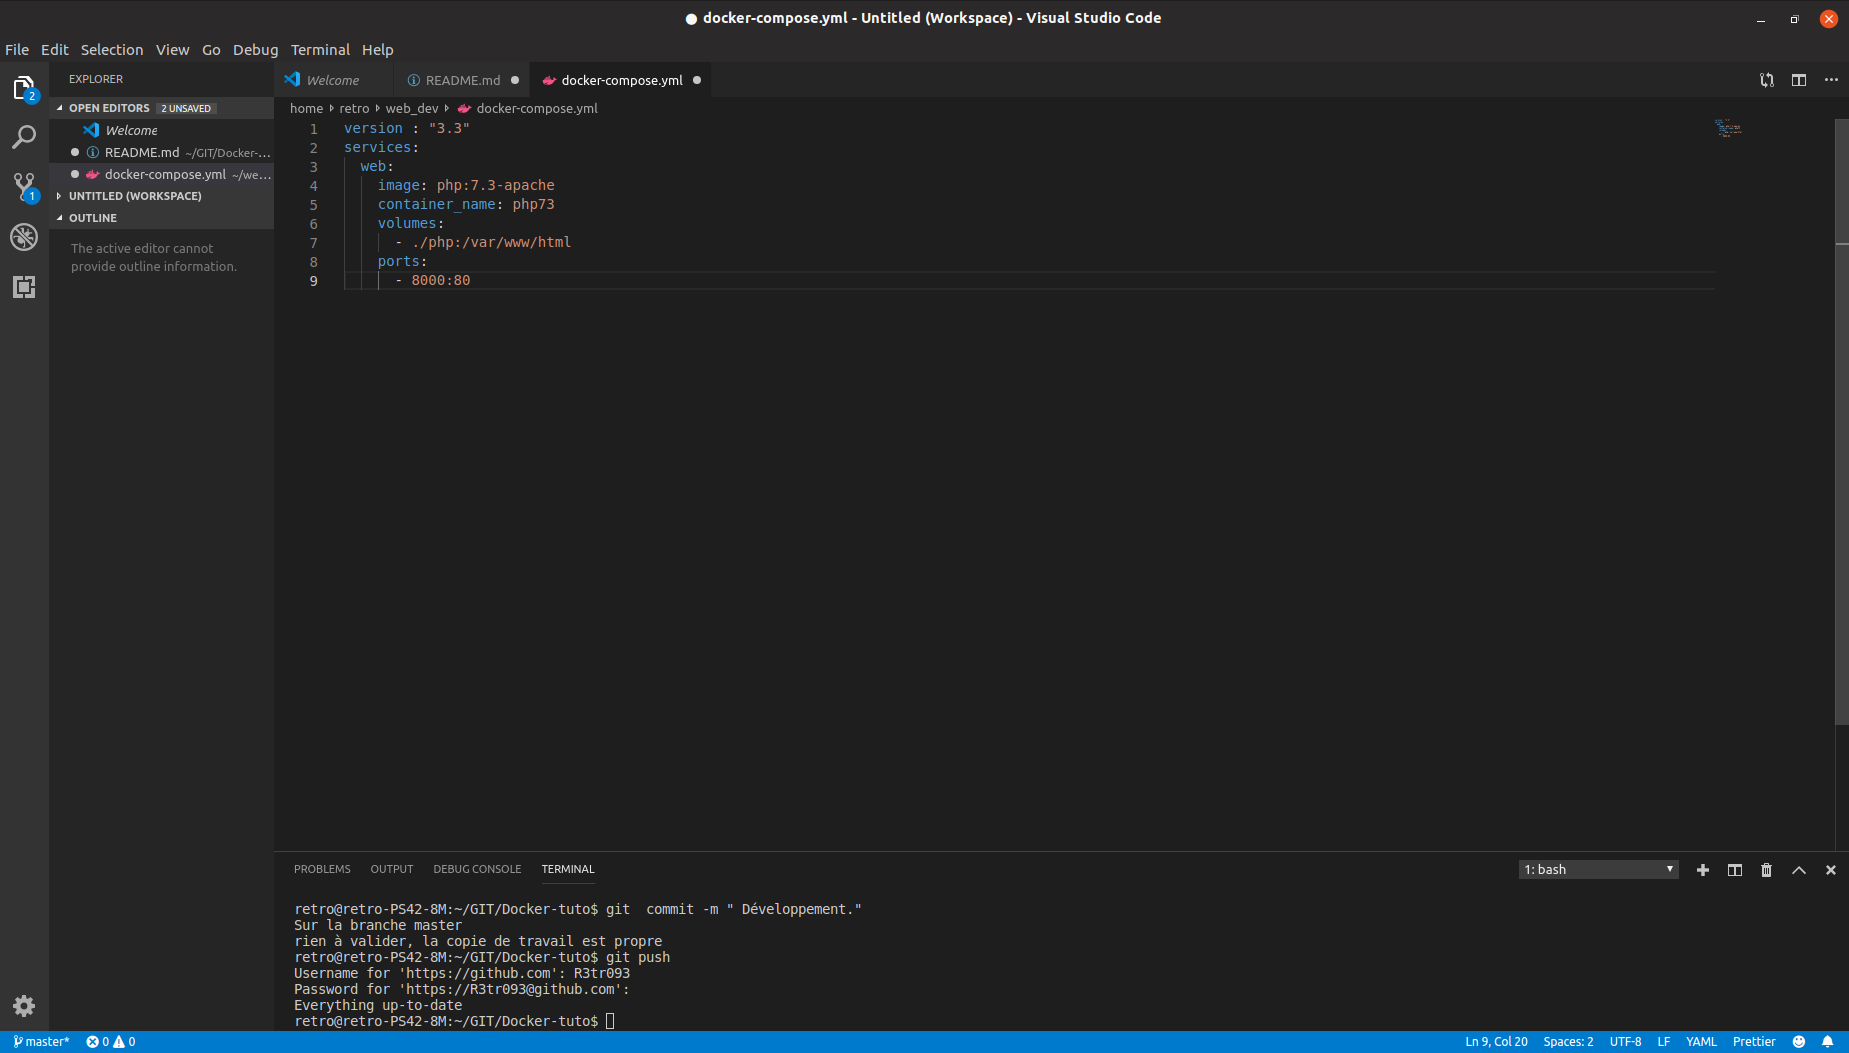 ● docker-compose.yml - Untitled (Workspace) - Visual Studio Code
File Edit Selection View Go Debug Terminal Help
EXPLORER
OPEN EDITORS 2 UNSAVED
Welcome
README.md ~/GIT/Docker-...
docker-compose.yml ~/we...
UNTITLED (WORKSPACE)
OUTLINE
The active editor cannot
provide outline information.
2
1
Welcome README.md docker-compose.yml
home retro web_dev docker-compose.yml
1 version : "3.3"
2 services:
3 web:
4 image: php:7.3-apache
5 container_name: php73
6 volumes:
7 - ./php:/var/www/html
8 ports:
9 - 8000:80
PROBLEMS OUTPUT DEBUG CONSOLE TERMINAL 1: bash
retro@retro-PS42-8M:~/GIT/Docker-tuto$ git  commit -m " Développement."
Sur la branche master
rien à valider, la copie de travail est propre
retro@retro-PS42-8M:~/GIT/Docker-tuto$ git push
Username for 'https://github.com': R3tr093
Password for 'https://R3tr093@github.com':
Everything up-to-date
retro@retro-PS42-8M:~/GIT/Docker-tuto$
master* 0 0 Ln 9, Col 20 Spaces: 2 UTF-8 LF YAML Prettier